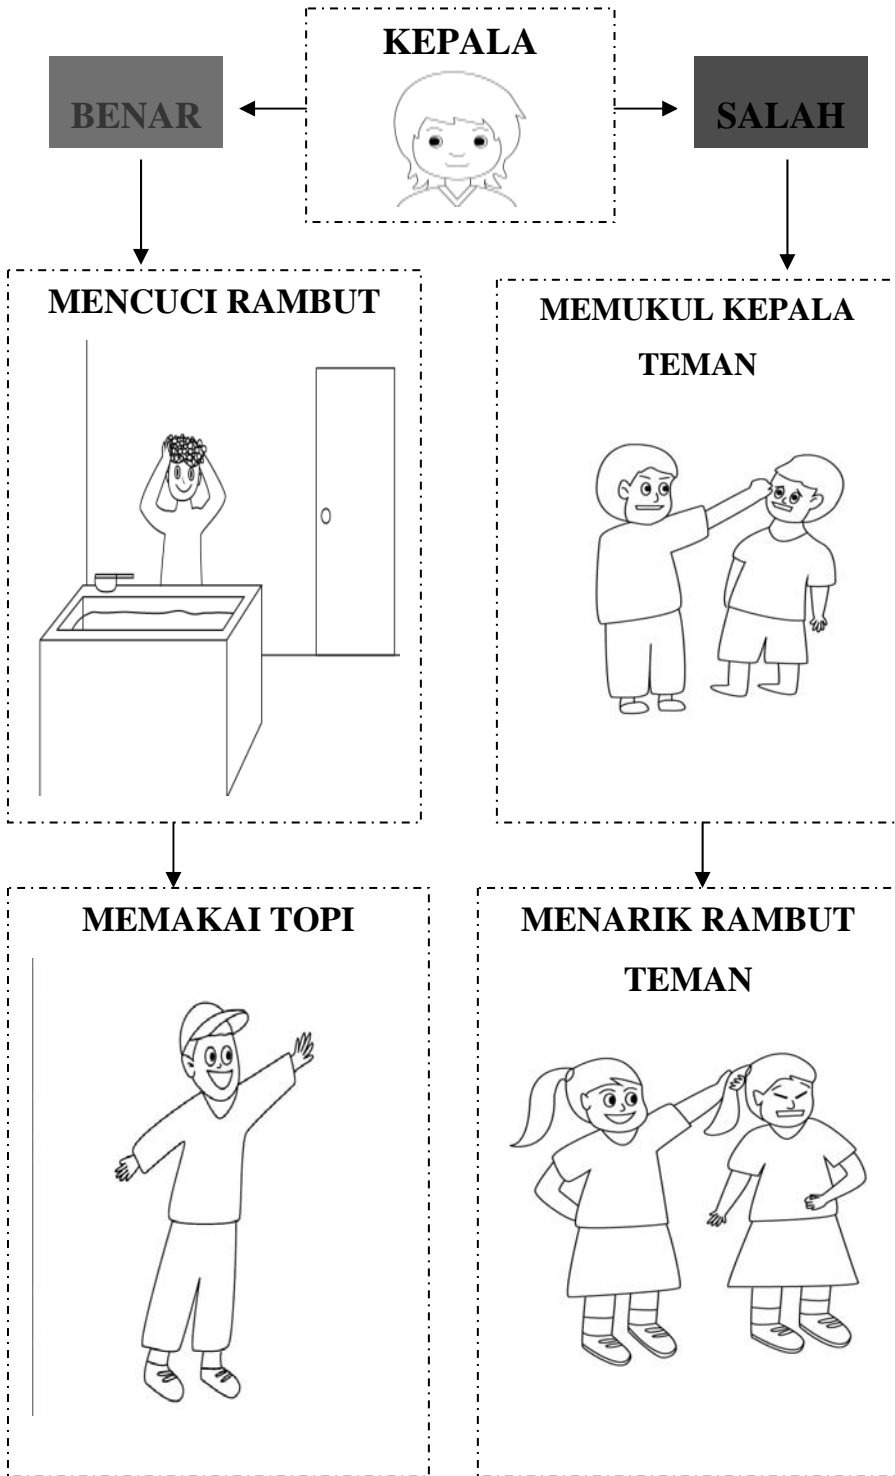 KEPALA
BENAR
SALAH
MENCUCI RAMBUT
MEMUKUL KEPALA
TEMAN
MEMAKAI TOPI
MENARIK RAMBUT
TEMAN